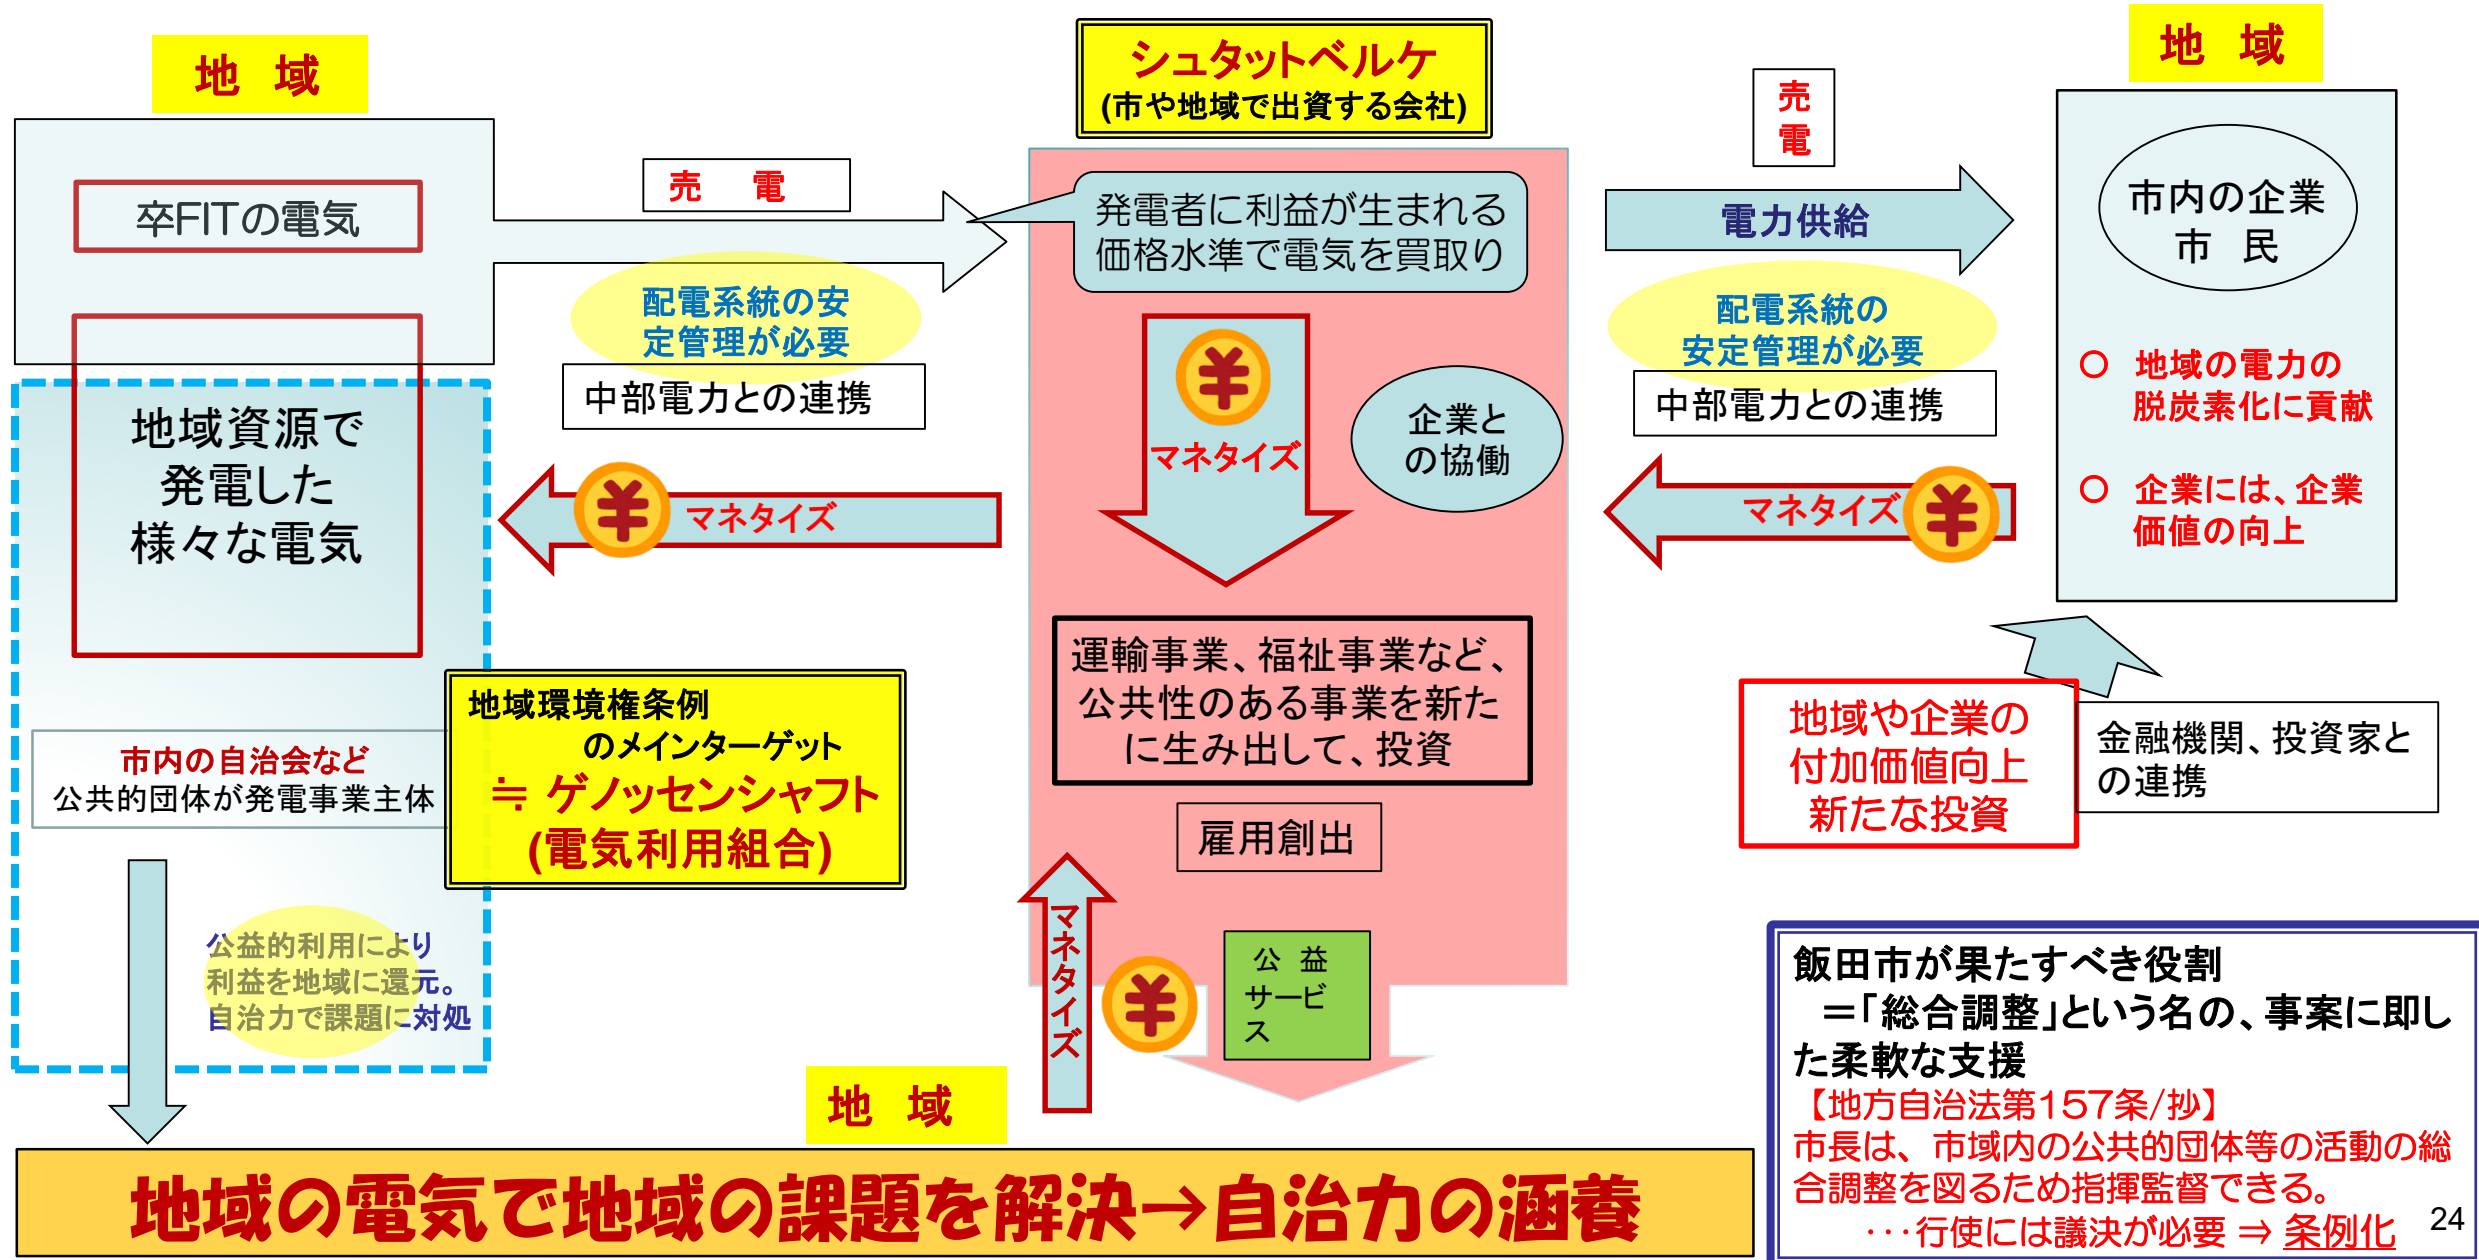 地　域
卒FITの電気
地域資源で
発電した
様々な電気
市内の自治会など
公共的団体が発電事業主体
公益的利用により
利益を地域に還元。
自治力で課題に対処
売　電
配電系統の安
定管理が必要
中部電力との連携
マネタイズ
地域環境権条例
のメインターゲット
≒ ゲノッセンシャフト
(電気利用組合)
シュタットベルケ
(市や地域で出資する会社)
発電者に利益が生まれる
価格水準で電気を買取り
マネタイズ
企業と
の協働
運輸事業、福祉事業など、
公共性のある事業を新た
に生み出して、投資
雇用創出
マネタイズ
公　益
サービ
ス
売
電
電力供給
配電系統の
安定管理が必要
中部電力との連携
マネタイズ
地　域
市内の企業
市　民
○　地域の電力の
脱炭素化に貢献
○　企業には、企業
価値の向上
地域や企業の
付加価値向上
新たな投資
金融機関、投資家と
の連携
地　域
地域の電気で地域の課題を解決→自治力の涵養
飯田市が果たすべき役割
＝「総合調整」という名の、事案に即し
た柔軟な支援
【地方自治法第157条/抄】
市長は、市域内の公共的団体等の活動の総
合調整を図るため指揮監督できる。
･･･行使には議決が必要 ⇒ 条例化
24